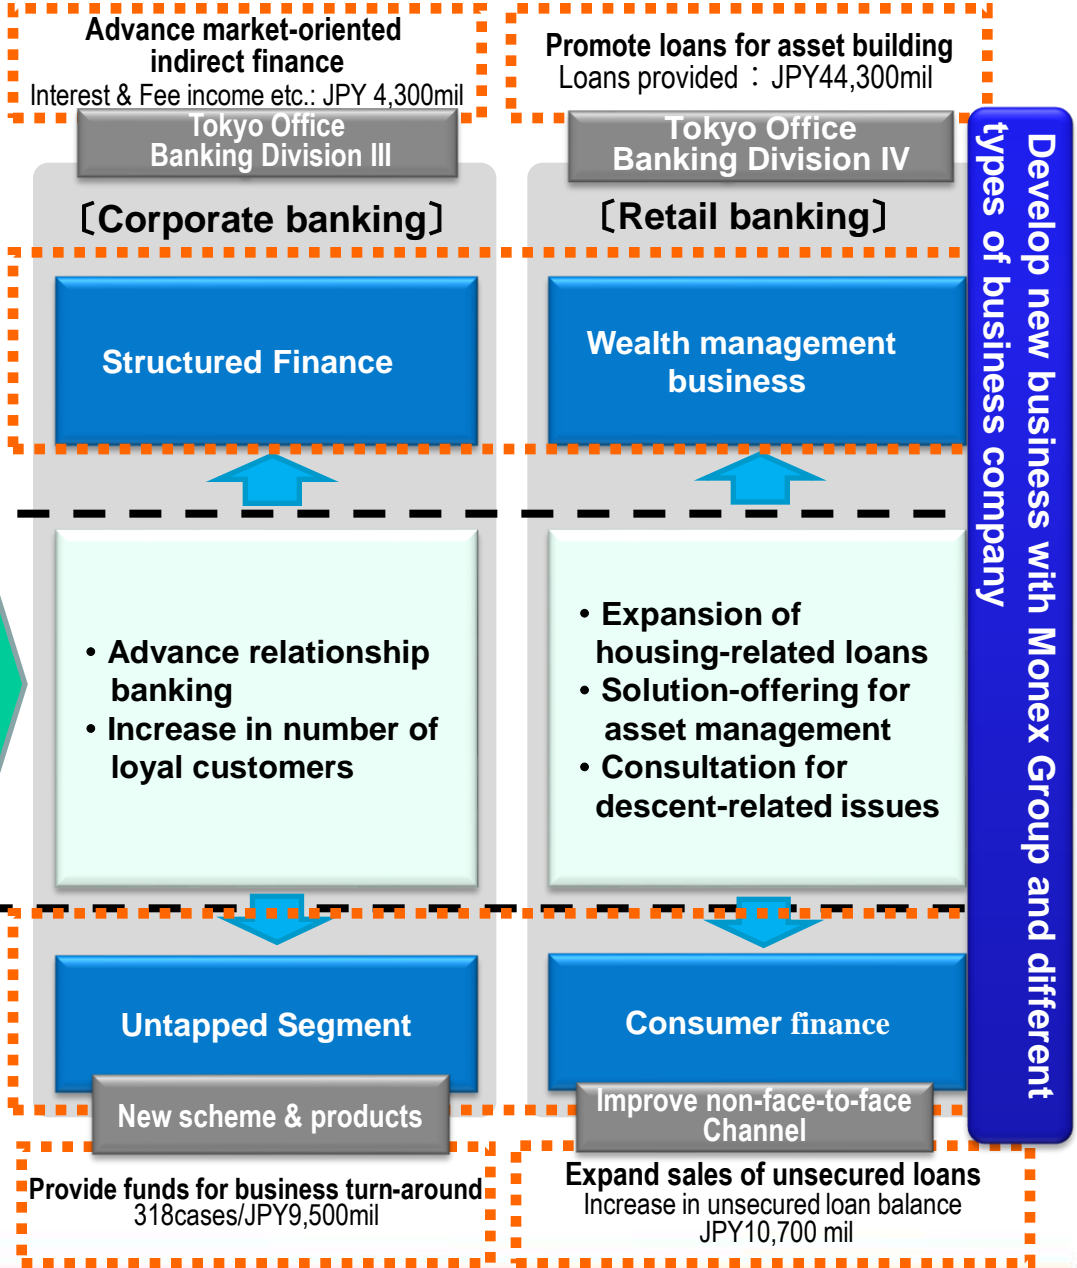 Advance market-oriented
indirect finance
Interest & Fee income etc.: JPY 4,300mil
Tokyo Office
Banking Division III
〔Corporate banking〕
Structured Finance
• Advance relationship
banking
• Increase in number of
loyal customers
Untapped Segment
New scheme & products
Provide funds for business turn-around
318cases/JPY9,500mil
Promote loans for asset building
Loans provided： JPY44,300mil
Tokyo Office
Banking Division IV
〔Retail banking〕
Wealth management
business
• Expansion of
housing-related loans
• Solution-offering for
asset management
• Consultation for
descent-related issues
Consumer finance
Improve non-face-to-face
Channel
Expand sales of unsecured loans
Increase in unsecured loan balance
JPY10,700 mil
Develop new business with Monex Group and different
types of business company